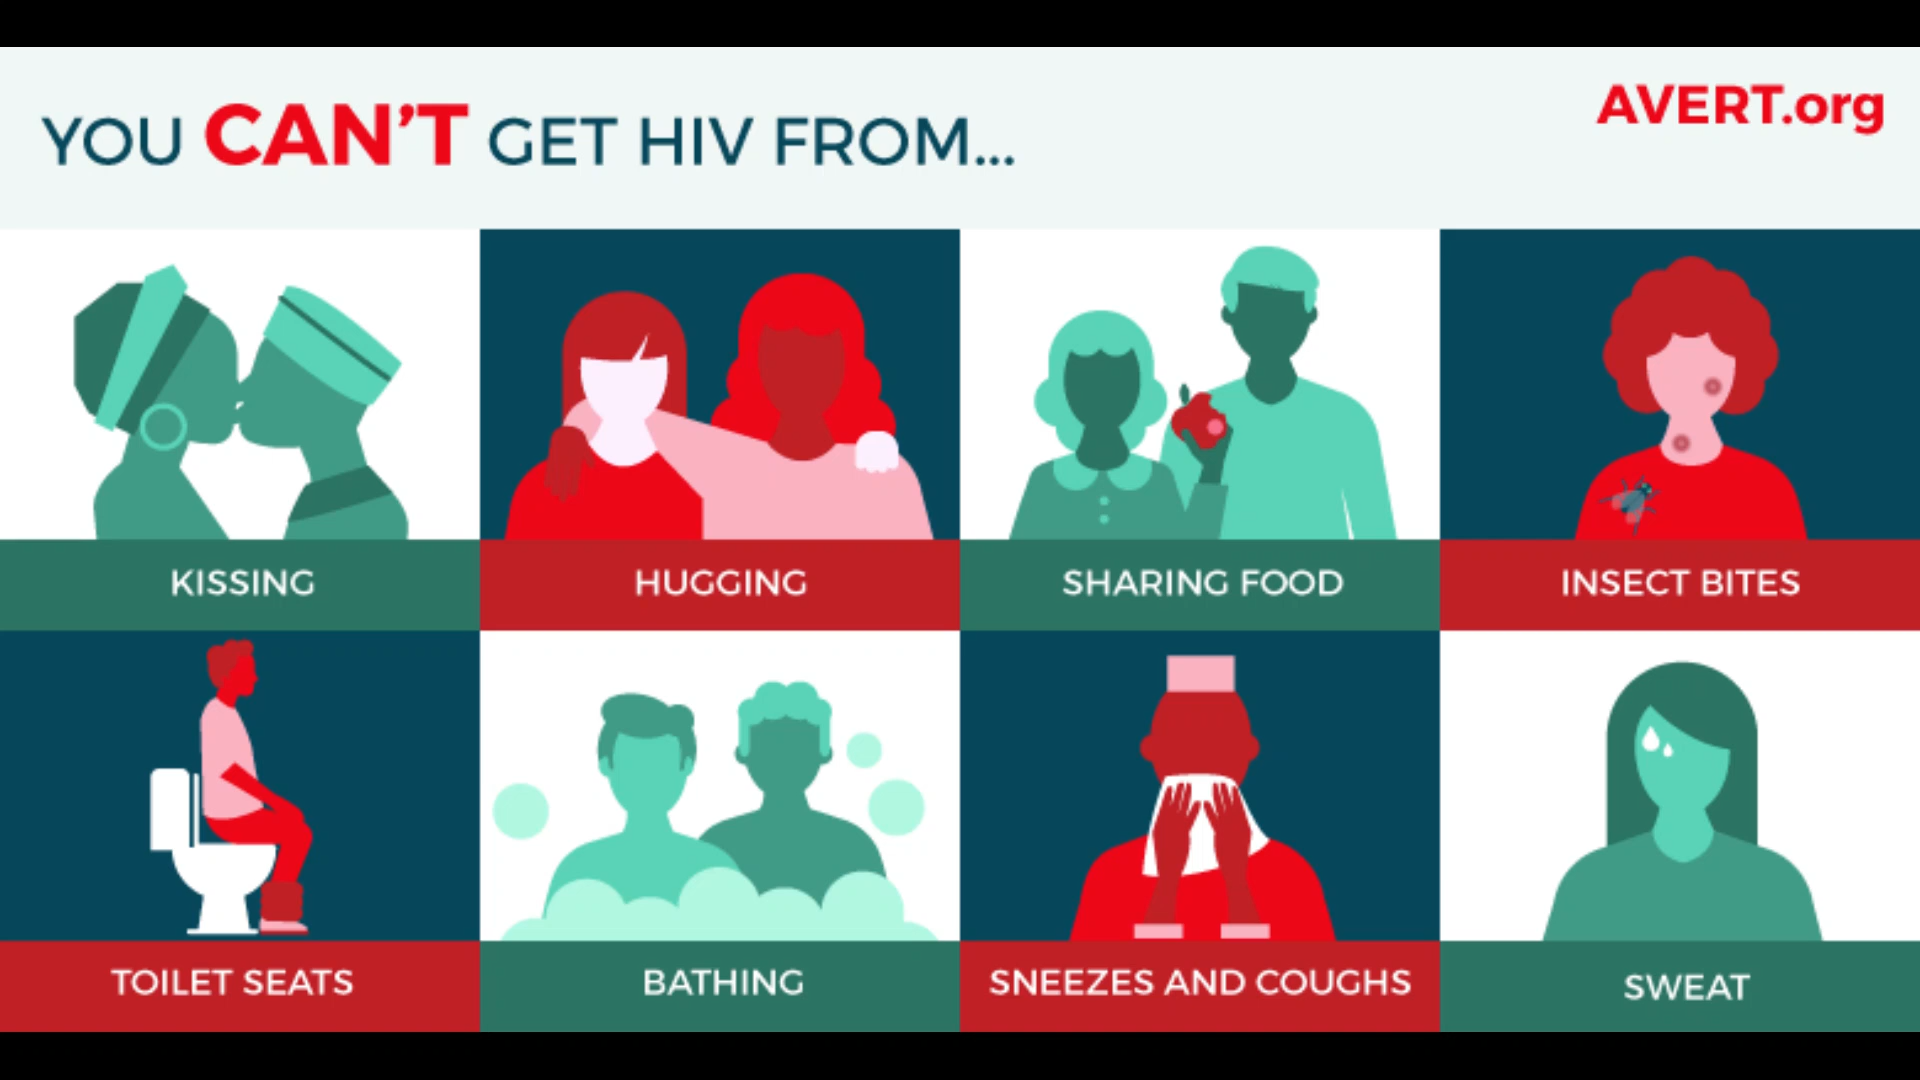 YOU CAN'T GET HIV FROM...
AVERT.org
KISSING
HUGGING
SHARING FOOD
INSECT BITES
TOILET SEATS
BATHING
SNEEZES AND COUGHS
SWEAT